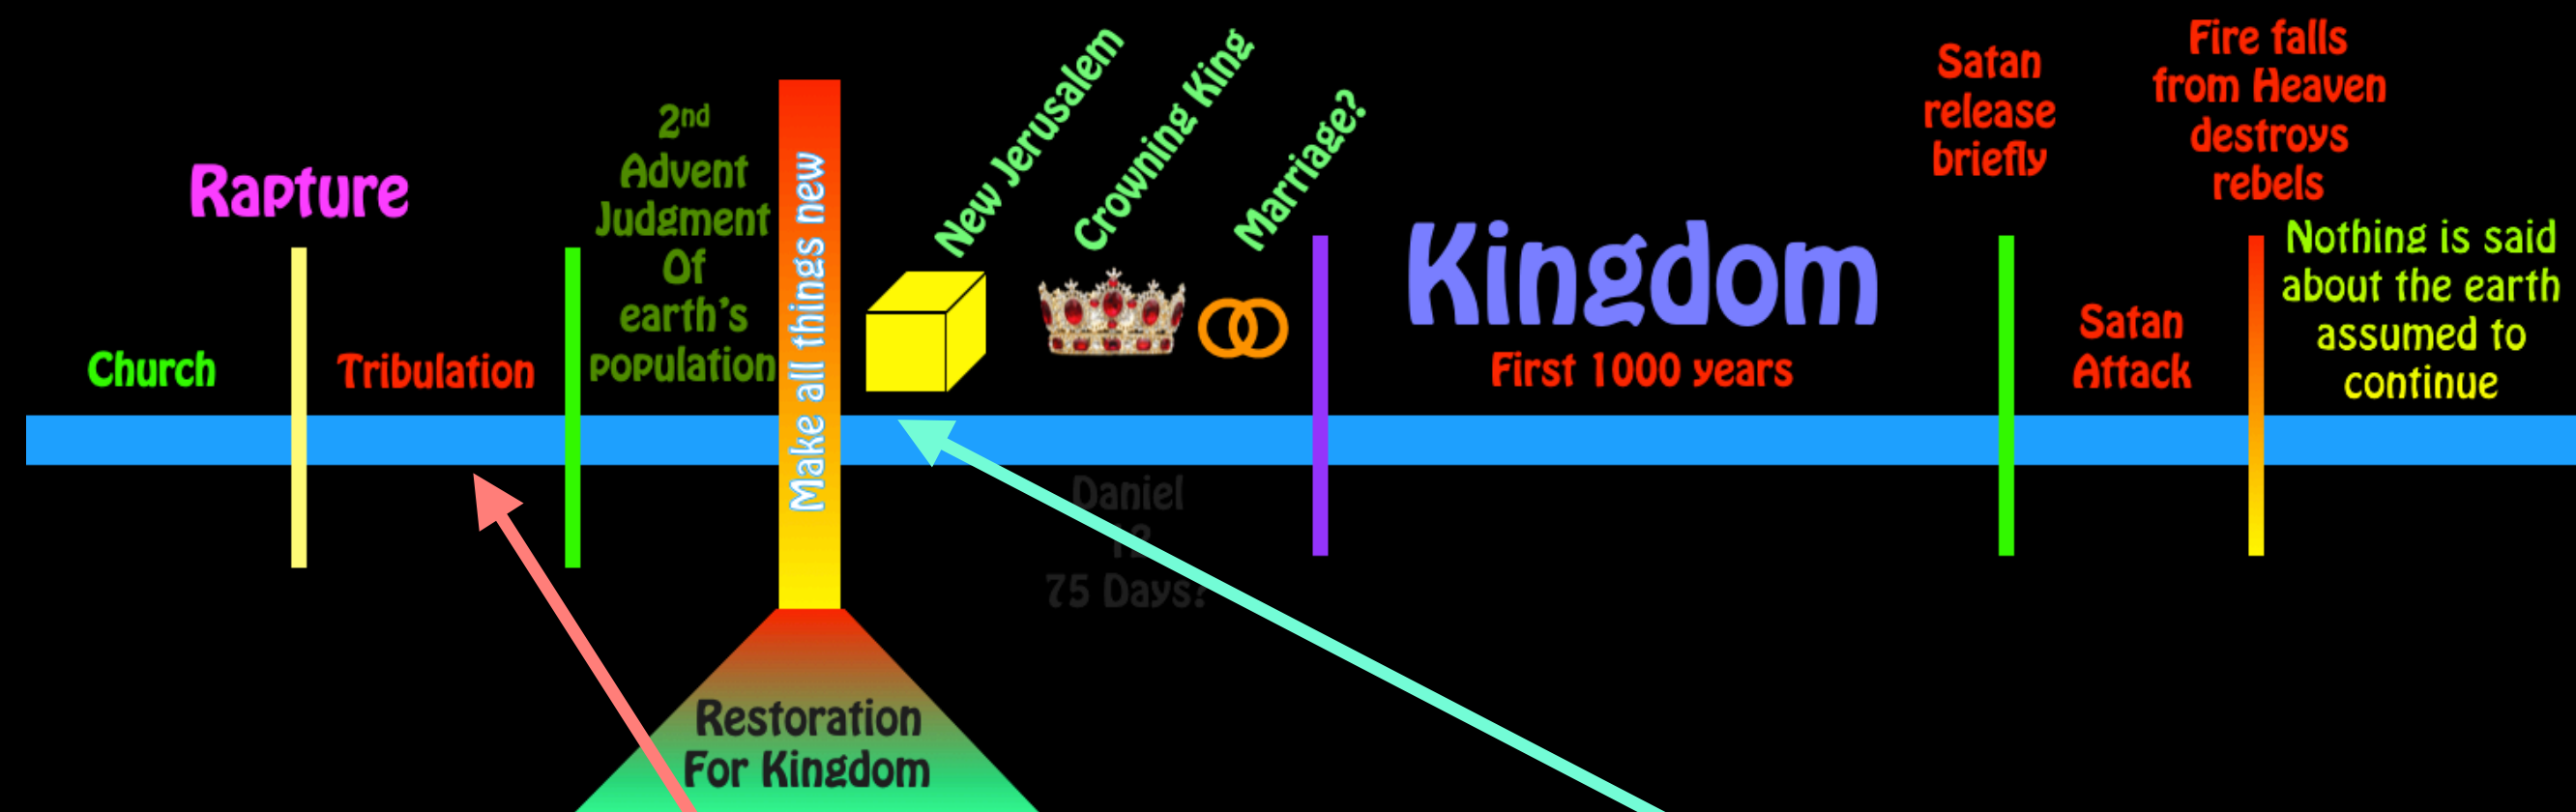 Rapture
Church
Tribulation
2nd
Advent
Judgment
Of
earth's
population
Make all things new
New Jerusalem
Crowning King
Marriage?
Kingdom
First 1000 years
Satan
release
briefly
Satan
Attack
Fire falls
from Heaven
destroys
rebels
Nothing is said
about the earth
assumed to
continue
Daniel
12
75 Days?
Restoration
For Kingdom